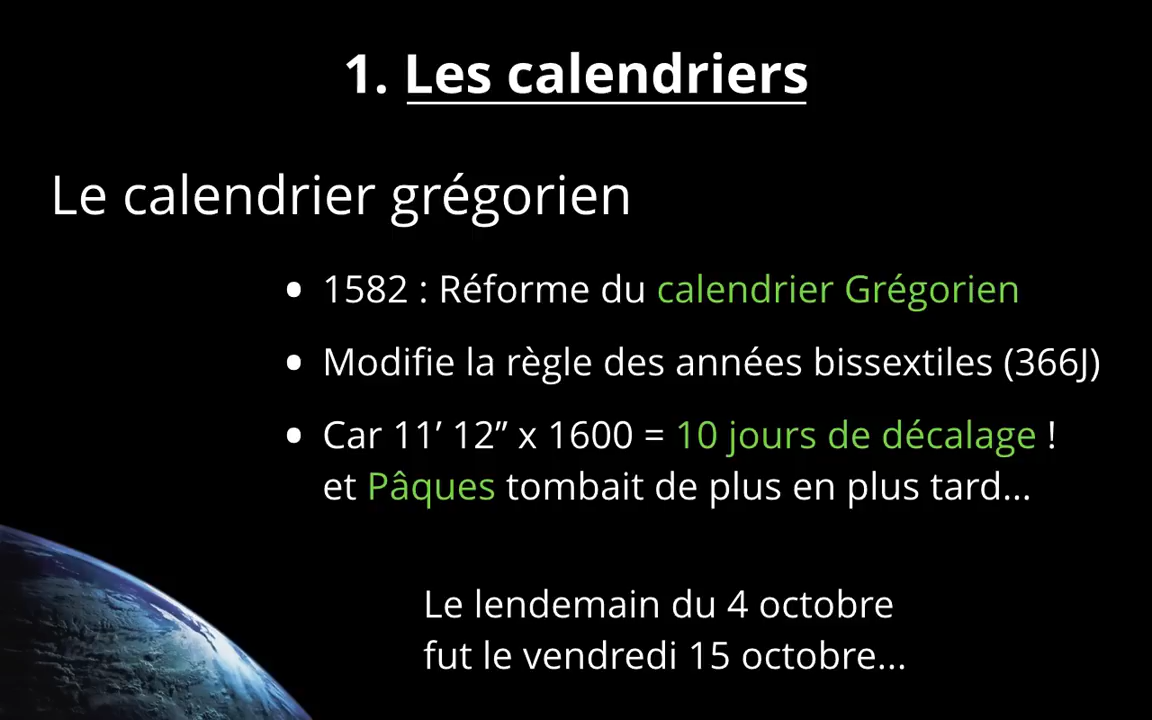 1. Les calendriers
Le calendrier grégorien
• 1582 : Réforme du calendrier Grégorien
• Modifie la règle des années bissextiles (366J)
• Car 11’ 12’’ x 1600 = 10 jours de décalage !
et Pâques tombait de plus en plus tard...
Le lendemain du 4 octobre
fut le vendredi 15 octobre...